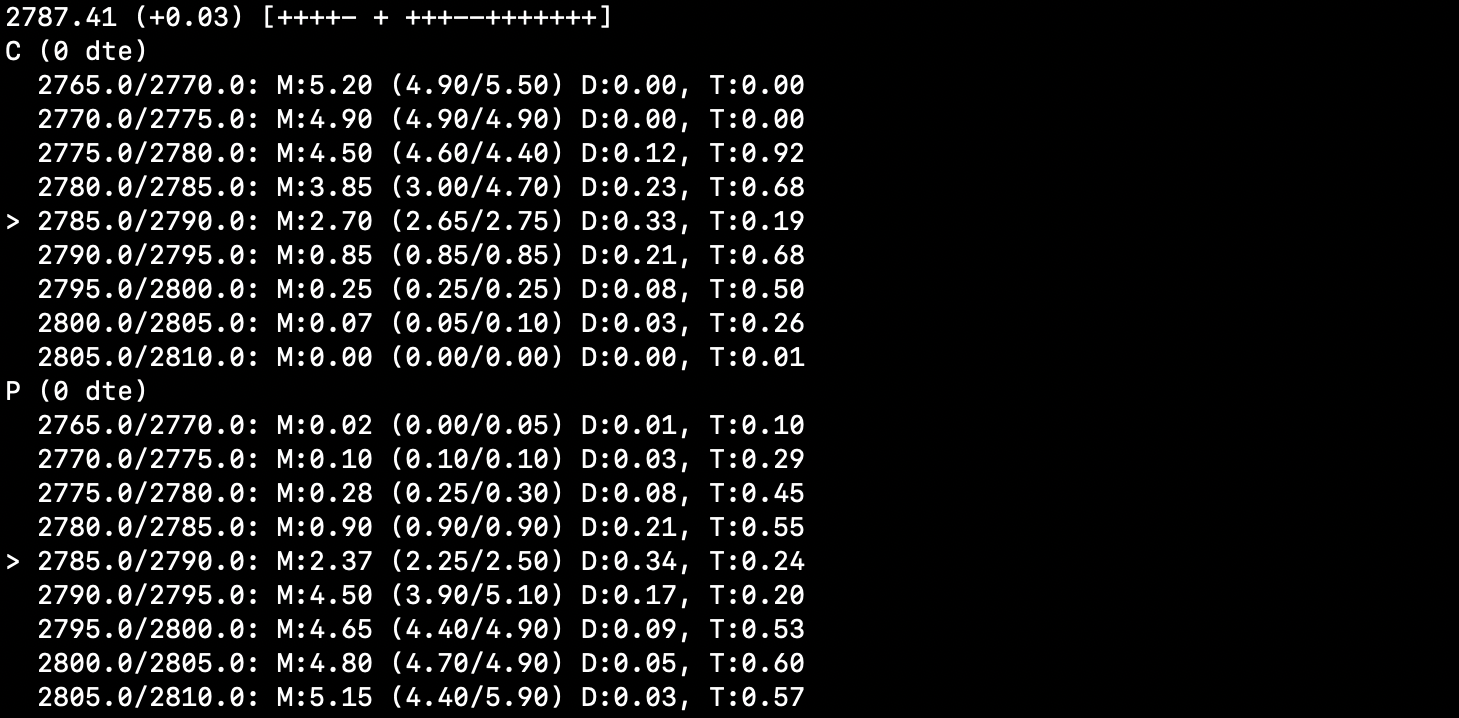 2787.41 (+0.03) [++++- + +++--+++++++]
C (0 dte)
  2765.0/2770.0: M:5.20 (4.90/5.50) D:0.00, T:0.00
  2770.0/2775.0: M:4.90 (4.90/4.90) D:0.00, T:0.00
  2775.0/2780.0: M:4.50 (4.60/4.40) D:0.12, T:0.92
  2780.0/2785.0: M:3.85 (3.00/4.70) D:0.23, T:0.68
> 2785.0/2790.0: M:2.70 (2.65/2.75) D:0.33, T:0.19
  2790.0/2795.0: M:0.85 (0.85/0.85) D:0.21, T:0.68
  2795.0/2800.0: M:0.25 (0.25/0.25) D:0.08, T:0.50
  2800.0/2805.0: M:0.07 (0.05/0.10) D:0.03, T:0.26
  2805.0/2810.0: M:0.00 (0.00/0.00) D:0.00, T:0.01
P (0 dte)
  2765.0/2770.0: M:0.02 (0.00/0.05) D:0.01, T:0.10
  2770.0/2775.0: M:0.10 (0.10/0.10) D:0.03, T:0.29
  2775.0/2780.0: M:0.28 (0.25/0.30) D:0.08, T:0.45
  2780.0/2785.0: M:0.90 (0.90/0.90) D:0.21, T:0.55
> 2785.0/2790.0: M:2.37 (2.25/2.50) D:0.34, T:0.24
  2790.0/2795.0: M:4.50 (3.90/5.10) D:0.17, T:0.20
  2795.0/2800.0: M:4.65 (4.40/4.90) D:0.09, T:0.53
  2800.0/2805.0: M:4.80 (4.70/4.90) D:0.05, T:0.60
  2805.0/2810.0: M:5.15 (4.40/5.90) D:0.03, T:0.57